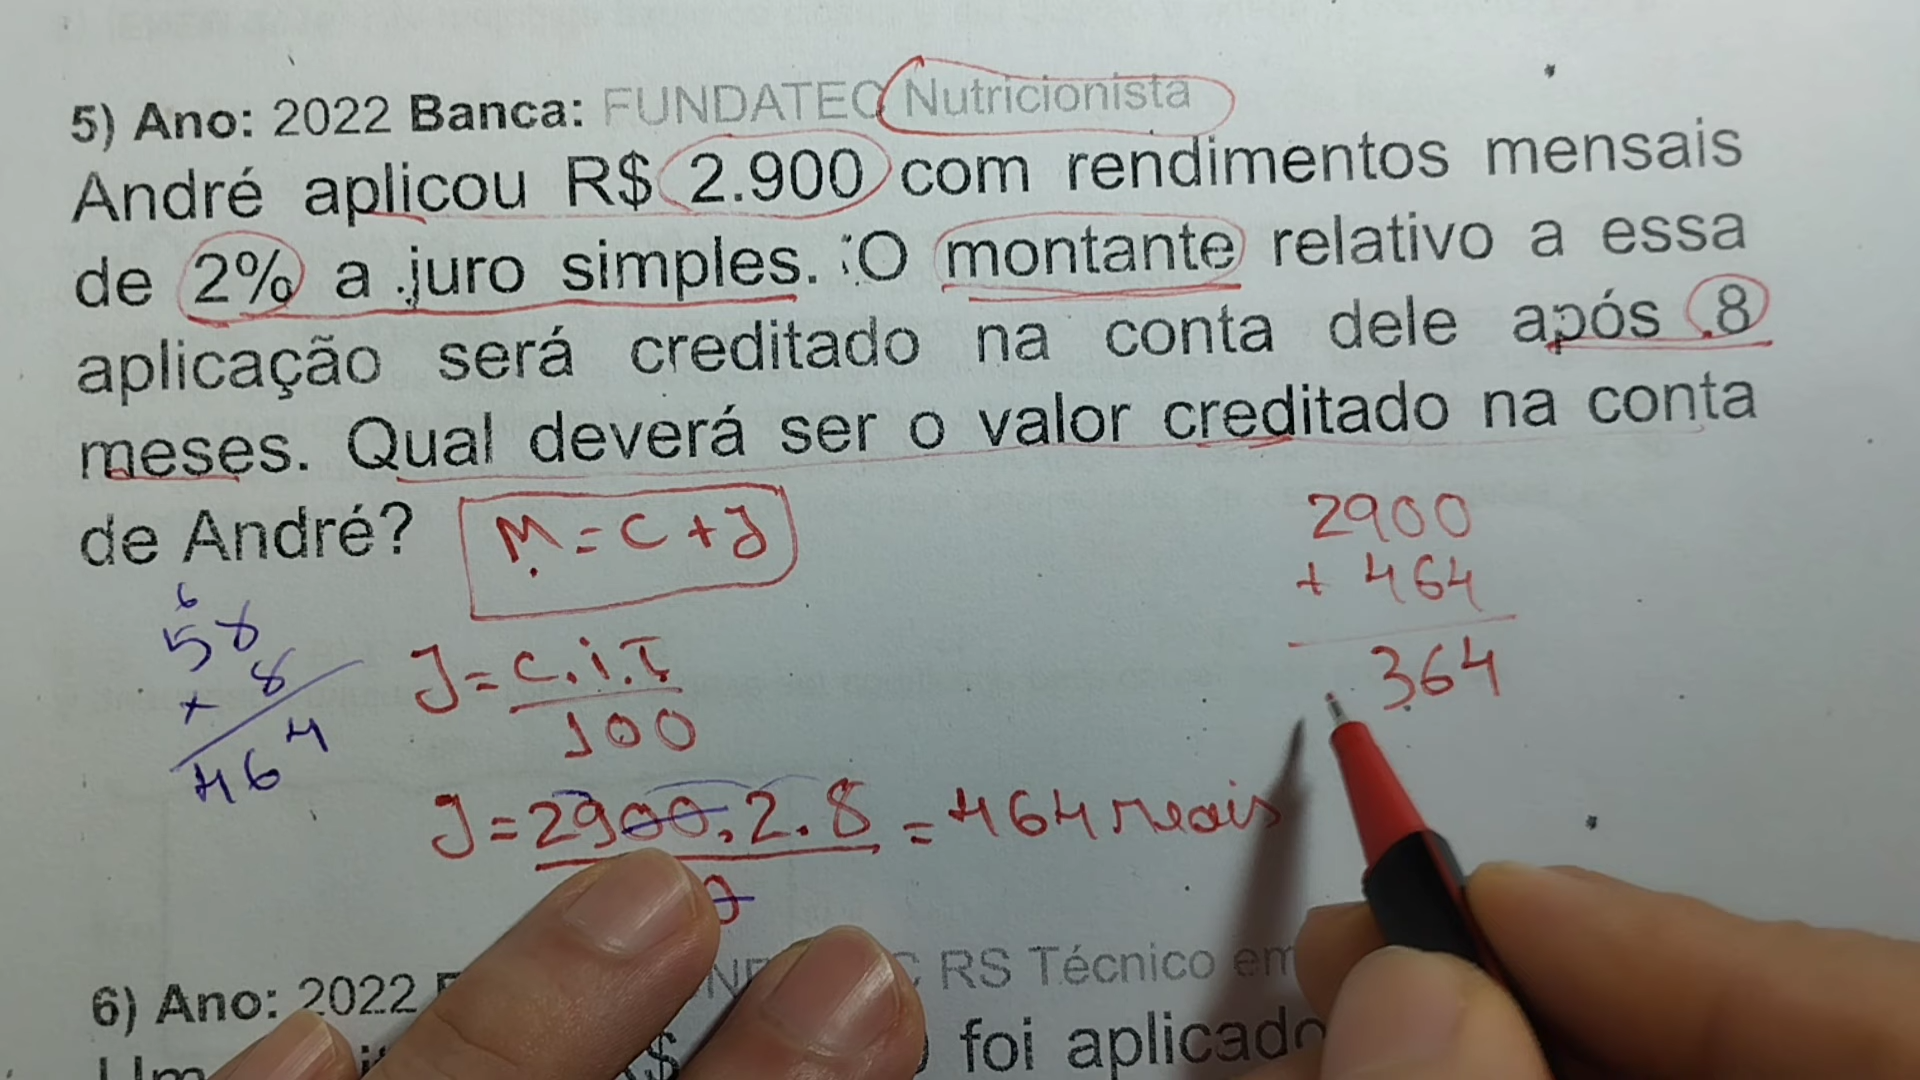 5) Ano: 2022 Banca: FUNDATEC Nutricionista
André aplicou R$ 2.900 com rendimentos mensais
de 2% a juro simples. O montante relativo a essa
aplicação será creditado na conta dele após 8
meses. Qual deverá ser o valor creditado na conta
de André?
M = C + J
2900
+ 464
364
6
58
x 8
464
J = C.i.T
100
J = 2900.2.8 = 464 reais
6) Ano: 2022
RS Técnico em
foi aplicado